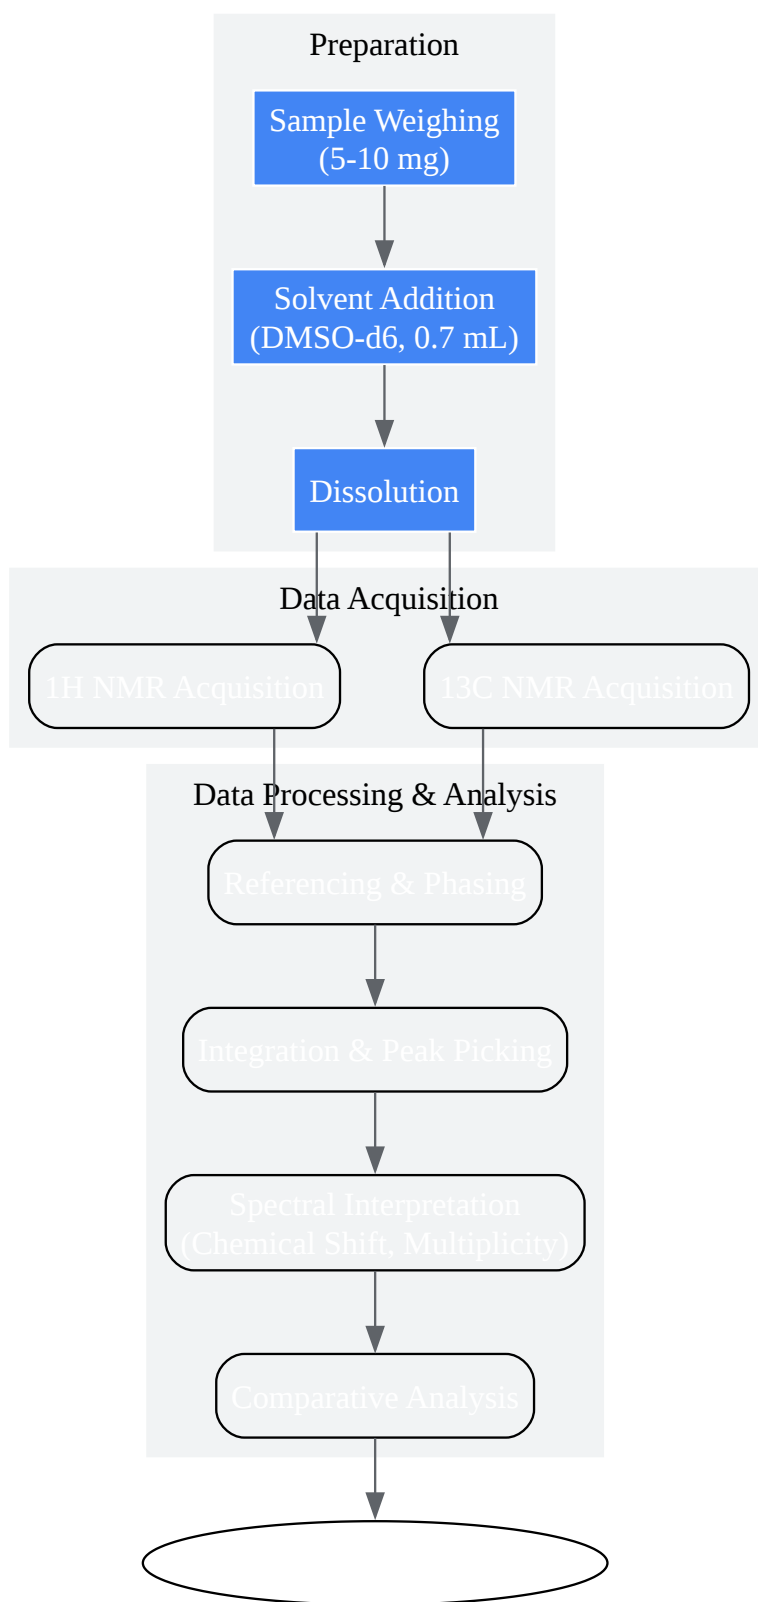 Preparation
Sample Weighing
(5-10 mg)
Solvent Addition
(DMSO-d6, 0.7 mL)
Dissolution
Data Acquisition
1H NMR Acquisition
13C NMR Acquisition
Data Processing & Analysis
Referencing & Phasing
Integration & Peak Picking
Spectral Interpretation
(Chemical Shift, Multiplicity)
Comparative Analysis